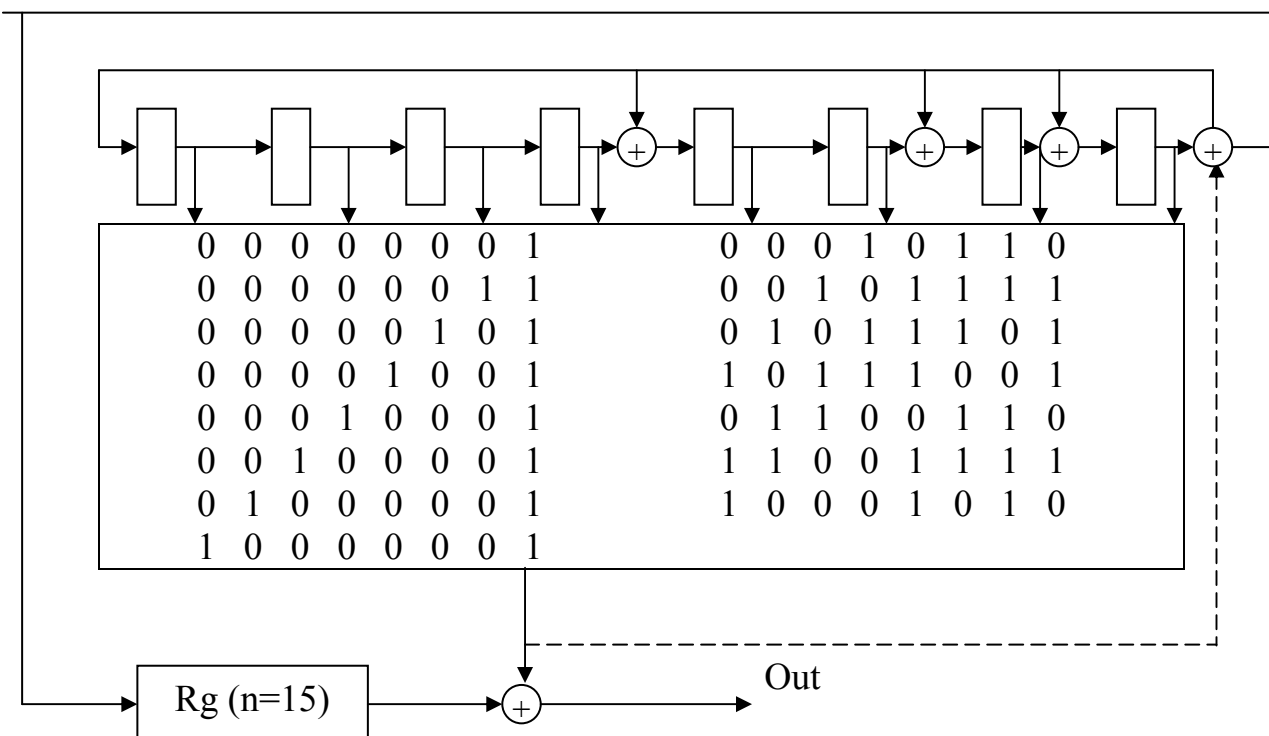 + + + +
0 0 0 0 0 0 0 1 0 0 0 1 0 1 1 0
0 0 0 0 0 0 1 1 0 0 1 0 1 1 1 1
0 0 0 0 0 1 0 1 0 1 0 1 1 1 0 1
0 0 0 0 1 0 0 1 1 0 1 1 1 0 0 1
0 0 0 1 0 0 0 1 0 1 1 0 0 1 1 0
0 0 1 0 0 0 0 1 1 1 0 0 1 1 1 1
0 1 0 0 0 0 0 1 1 0 0 0 1 0 1 0
1 0 0 0 0 0 0 1
Out
Rg (n=15) +